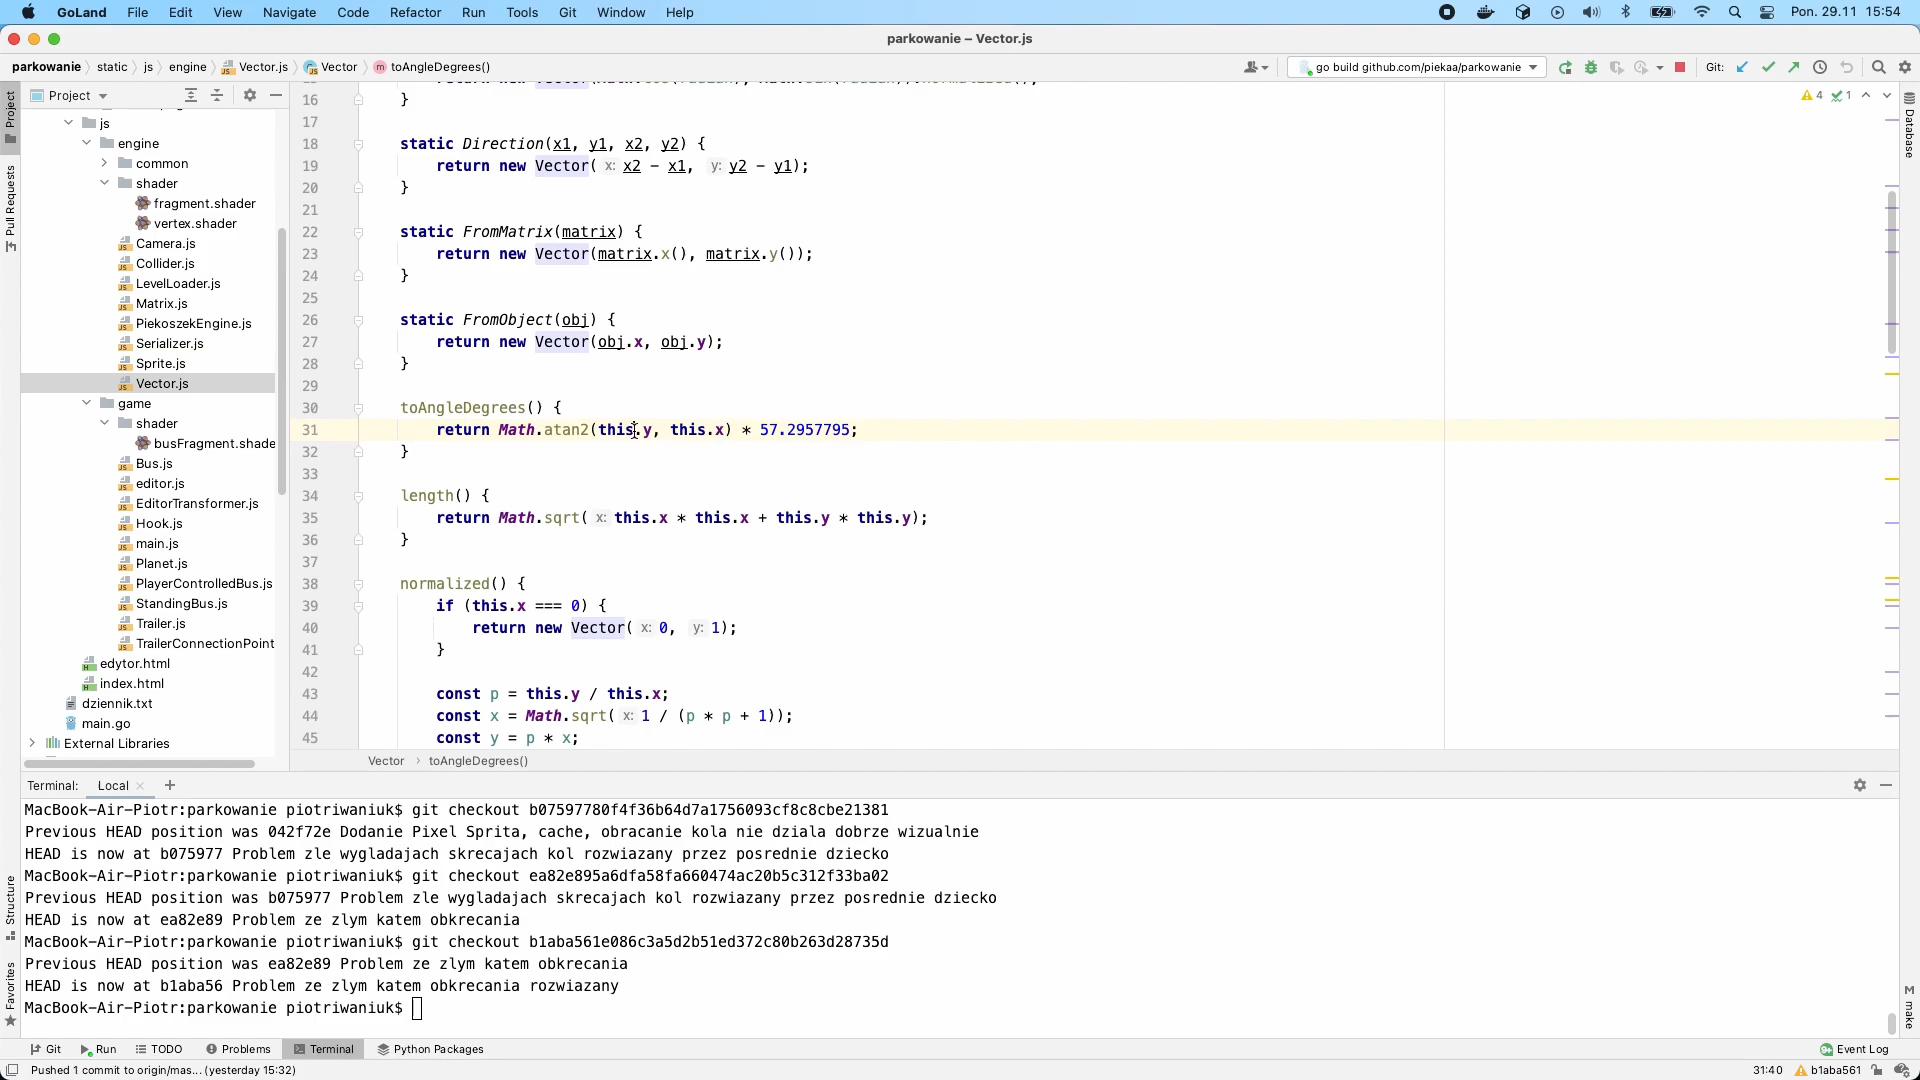 GoLand File Edit View Navigate Code Refactor Run Tools Git Window Help Pon. 29.11 15:54
parkowanie – Vector.js
parkowanie static js engine Vector.js Vector toAngleDegrees() go build github.com/piekaa/parkowanie Git:
Project
Project
Pull Requests
Structure
Favorites
js
engine
common
shader
fragment.shader
vertex.shader
Camera.js
Collider.js
LevelLoader.js
Matrix.js
PiekoszekEngine.js
Serializer.js
Sprite.js
Vector.js
game
shader
busFragment.shade
Bus.js
editor.js
EditorTransformer.js
Hook.js
main.js
Planet.js
PlayerControlledBus.js
StandingBus.js
Trailer.js
TrailerConnectionPoint
edytor.html
index.html
dziennik.txt
main.go
External Libraries
4 1
16 }
17
18 static Direction(x1, y1, x2, y2) {
19 return new Vector( x: x2 - x1, y: y2 - y1);
20 }
21
22 static FromMatrix(matrix) {
23 return new Vector(matrix.x(), matrix.y());
24 }
25
26 static FromObject(obj) {
27 return new Vector(obj.x, obj.y);
28 }
29
30 toAngleDegrees() {
31 return Math.atan2(this.y, this.x) * 57.2957795;
32 }
33
34 length() {
35 return Math.sqrt( x: this.x * this.x + this.y * this.y);
36 }
37
38 normalized() {
39 if (this.x === 0) {
40 return new Vector( x: 0, y: 1);
41 }
42
43 const p = this.y / this.x;
44 const x = Math.sqrt( x: 1 / (p * p + 1));
45 const y = p * x;
Vector toAngleDegrees()
Database
make
Terminal: Local
MacBook-Air-Piotr:parkowanie piotriwaniuk$ git checkout b07597780f4f36b64d7a1756093cf8c8cbe21381
Previous HEAD position was 042f72e Dodanie Pixel Sprita, cache, obracanie kola nie dziala dobrze wizualnie
HEAD is now at b075977 Problem zle wygladajach skrecajach kol rozwiazany przez posrednie dziecko
MacBook-Air-Piotr:parkowanie piotriwaniuk$ git checkout ea82e895a6dfa58fa660474ac20b5c312f33ba02
Previous HEAD position was b075977 Problem zle wygladajach skrecajach kol rozwiazany przez posrednie dziecko
HEAD is now at ea82e89 Problem ze zlym katem obkrecania
MacBook-Air-Piotr:parkowanie piotriwaniuk$ git checkout b1aba561e086c3a5d2b51ed372c80b263d28735d
Previous HEAD position was ea82e89 Problem ze zlym katem obkrecania
HEAD is now at b1aba56 Problem ze zlym katem obkrecania rozwiazany
MacBook-Air-Piotr:parkowanie piotriwaniuk$
Git Run TODO Problems Terminal Python Packages Event Log
Pushed 1 commit to origin/mas... (yesterday 15:32) 31:40 b1aba561